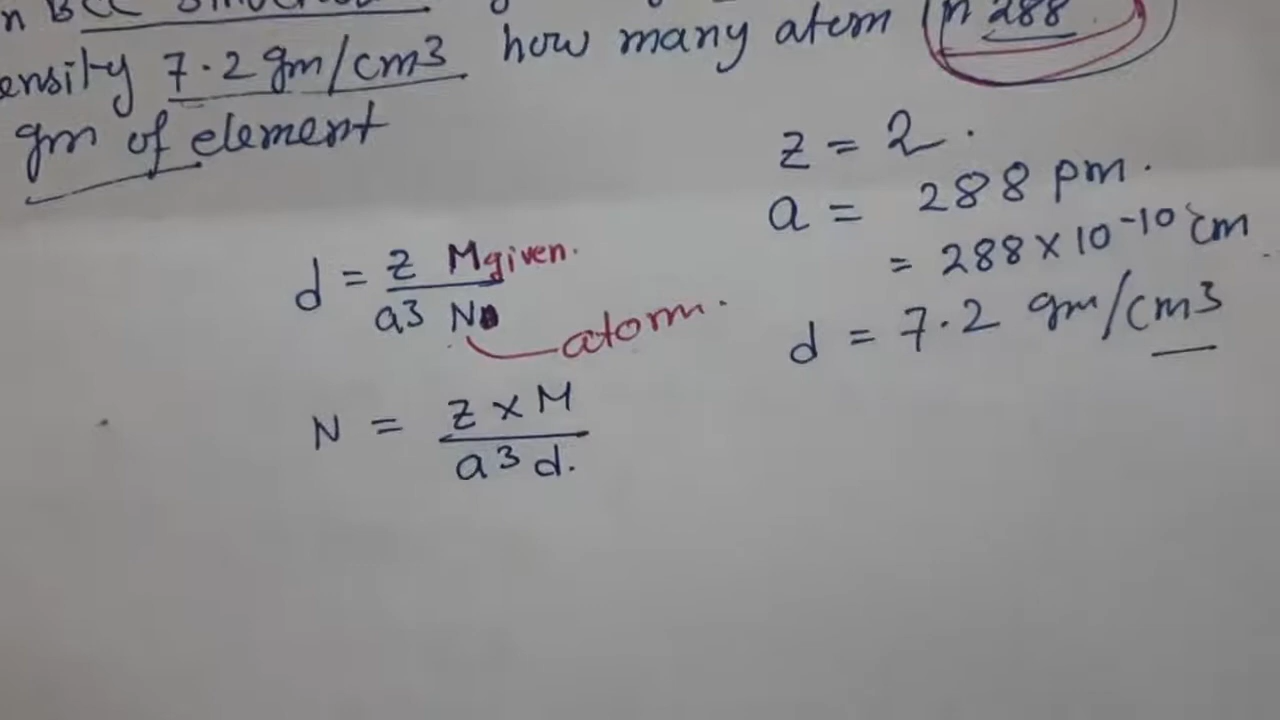 n BCC
ensity 7.2 gm/cm3 how many atom in 288
gm of element
z = 2.
a = 288 pm.
= 288 x 10-10 cm
d = 7.2 gm/cm3
d = z Mgiven.
a3 N
atom.
N = z x M
a3 d.